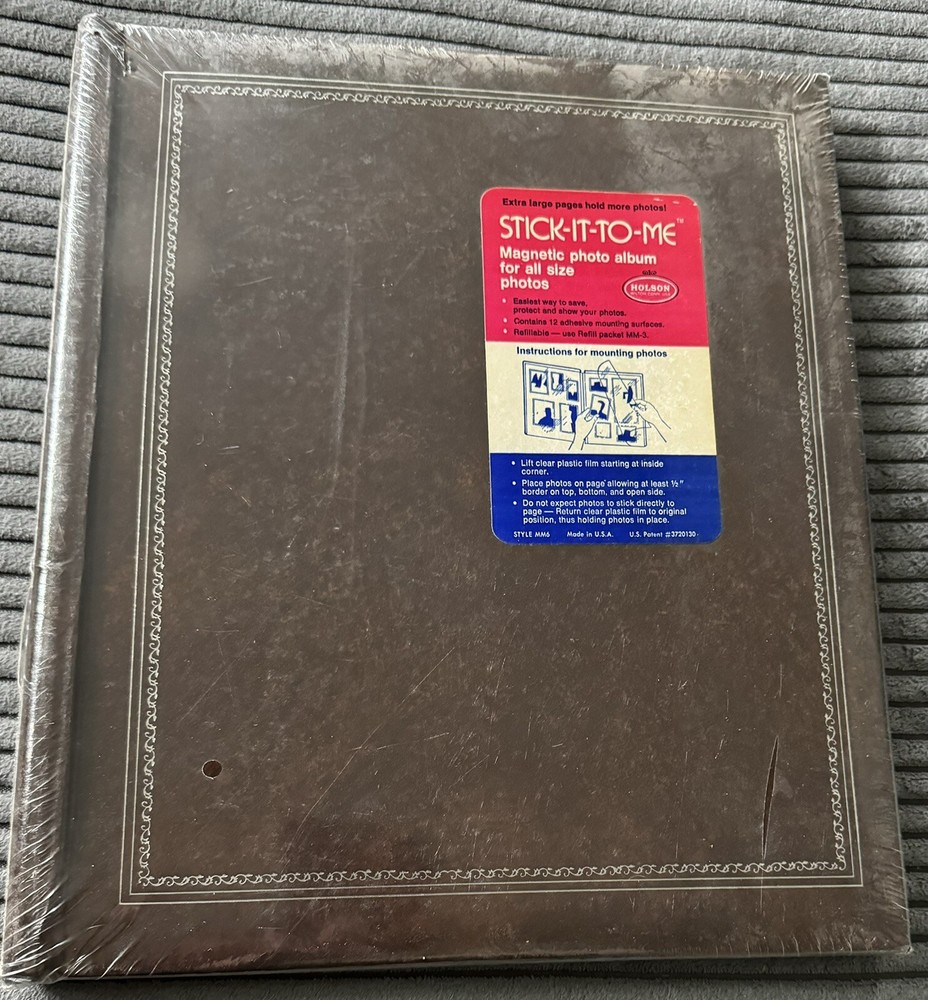 Extra large pages hold more photos!
STICK-IT-TO-ME™
Magnetic photo album
for all size
photos
HOLSON
• Easiest way to save,
protect and show your photos.
• Contains 12 adhesive mounting surfaces.
• Refillable — use Refill packet MM-3.
Instructions for mounting photos
• Lift clear plastic film starting at inside
corner.
• Place photos on page allowing at least ½"
border on top, bottom, and open side.
• Do not expect photos to stick directly to
page — Return clear plastic film to original
position, thus holding photos in place.
STYLE MM6 Made in U.S.A. U.S. Patent #3720130